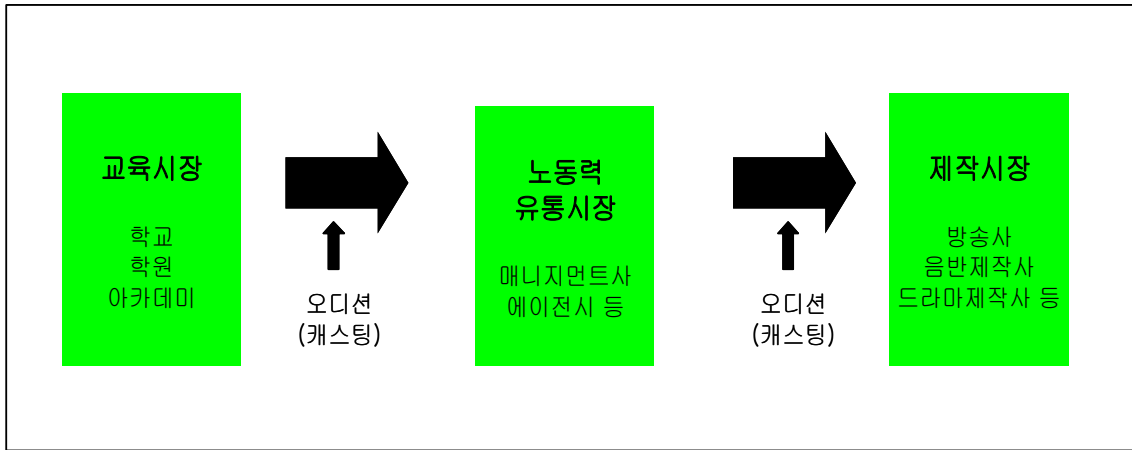 교육시장
학교
학원
아카데미
오디션
(캐스팅)
노동력
유통시장
매니지먼트사
에이전시 등
오디션
(캐스팅)
제작시장
방송사
음반제작사
드라마제작사 등